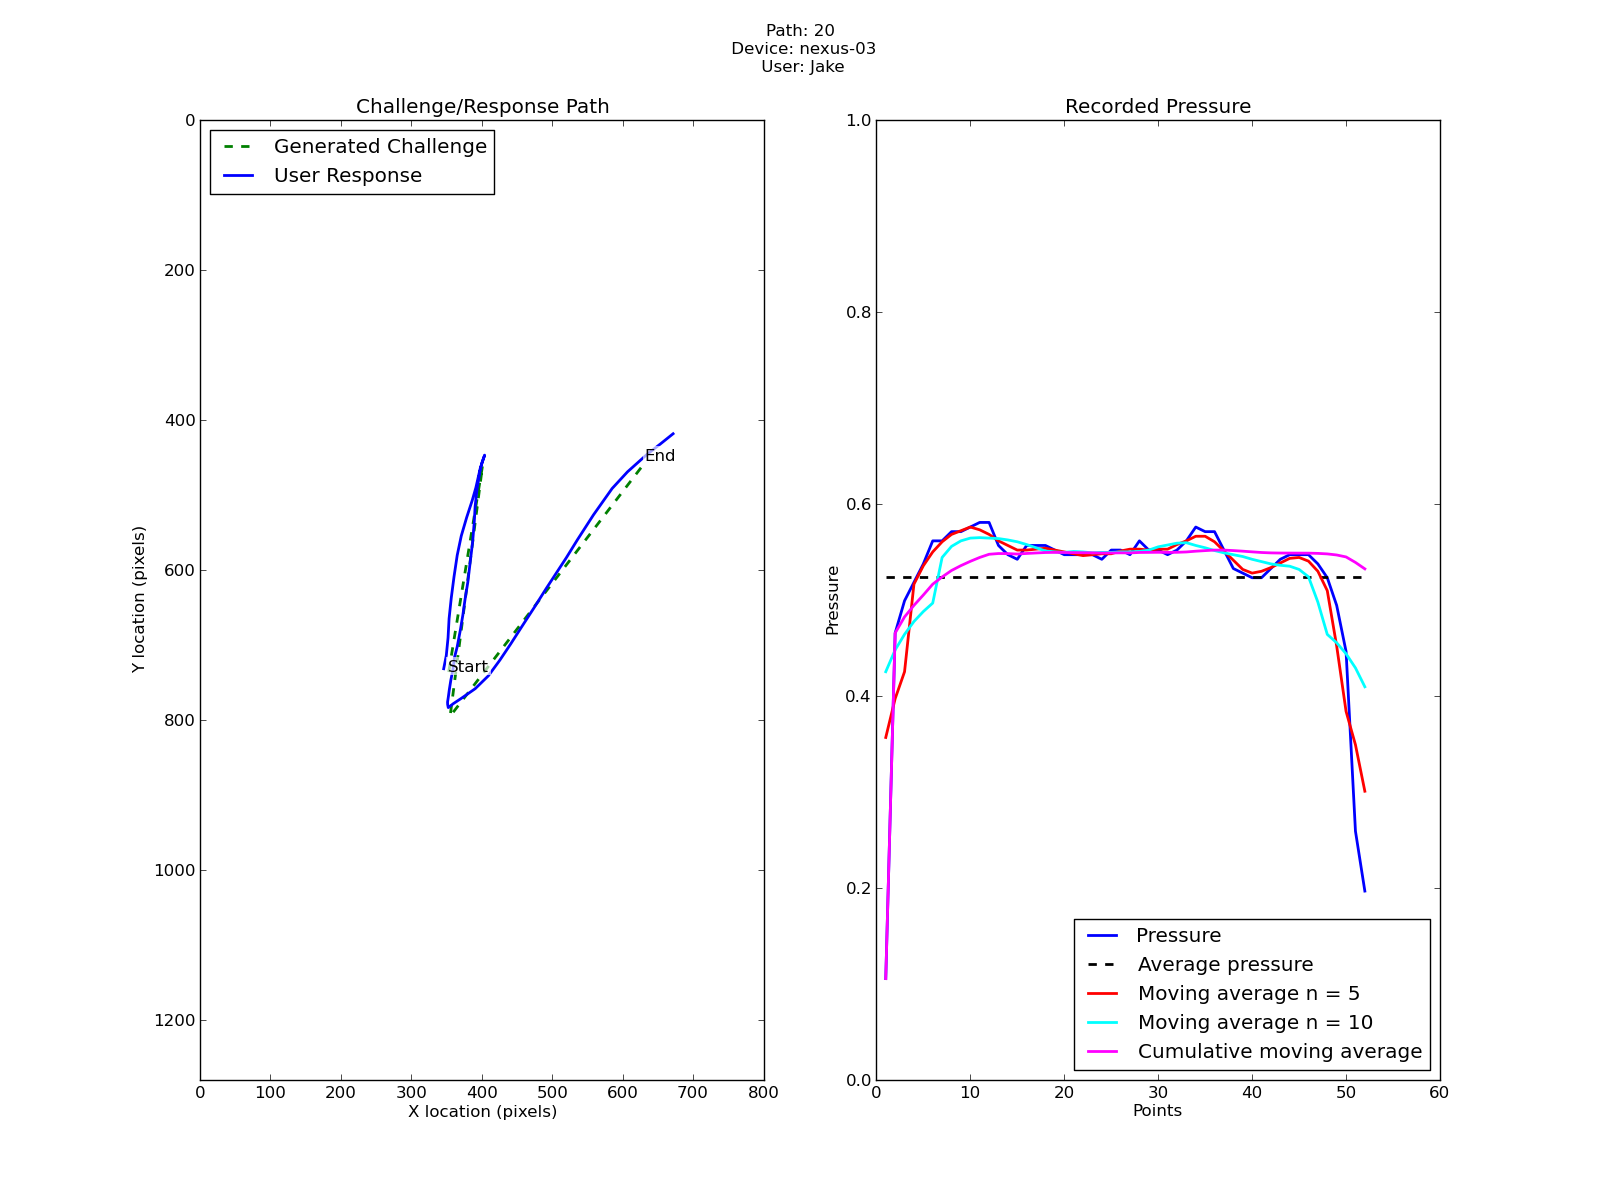 Path: 20
Device: nexus-03
User: Jake
Challenge/Response Path
Generated Challenge
User Response
0
200
400
600
800
1000
1200
Y location (pixels)
End
Start
0 100 200 300 400 500 600 700 800
X location (pixels)
Recorded Pressure
1.0
0.8
0.6
0.4
0.2
0.0
Pressure
Pressure
Average pressure
Moving average n = 5
Moving average n = 10
Cumulative moving average
0 10 20 30 40 50 60
Points